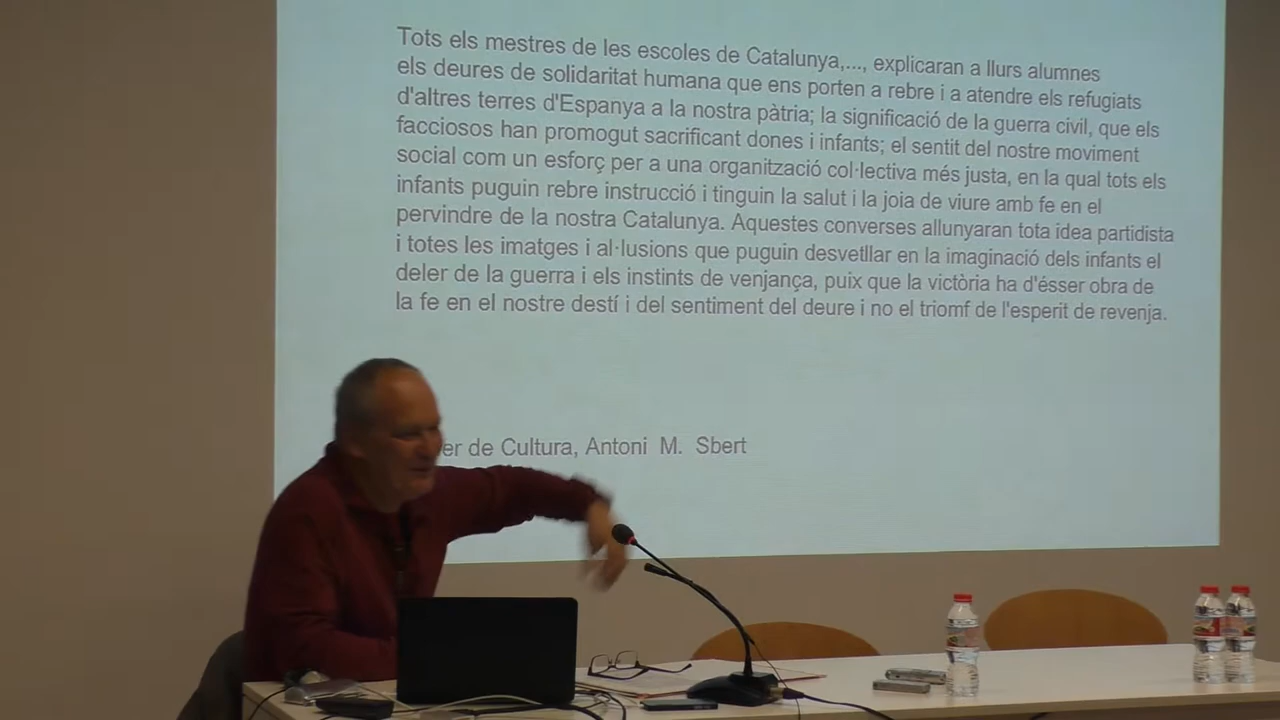 Tots els mestres de les escoles de Catalunya,..., explicaran a llurs alumnes
els deures de solidaritat humana que ens porten a rebre i a atendre els refugiats
d'altres terres d'Espanya a la nostra pàtria; la significació de la guerra civil, que els
facciosos han promogut sacrificant dones i infants; el sentit del nostre moviment
social com un esforç per a una organització col·lectiva més justa, en la qual tots els
infants puguin rebre instrucció i tinguin la salut i la joia de viure amb fe en el
pervindre de la nostra Catalunya. Aquestes converses allunyaran tota idea partidista
i totes les imatges i al·lusions que puguin desvetllar en la imaginació dels infants el
deler de la guerra i els instints de venjança, puix que la victòria ha d'ésser obra de
la fe en el nostre destí i del sentiment del deure i no el triomf de l'esperit de revenja.
er de Cultura, Antoni M. Sbert